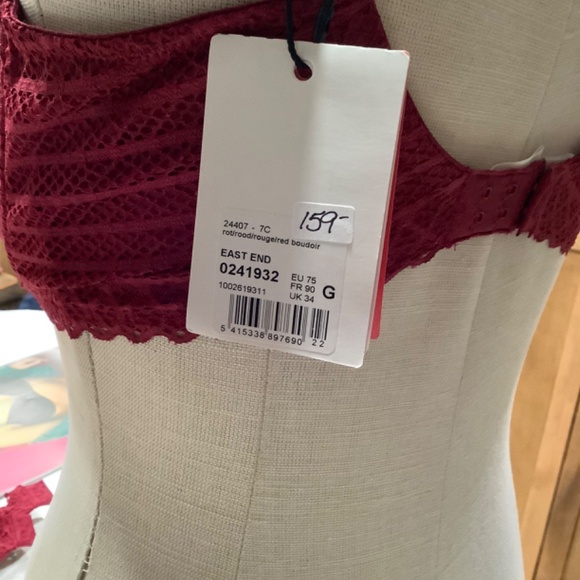 24407 - 7C
159-
rot/rood/rouge/red boudoir
EAST END
0241932
EU 75
FR 90
UK 34
G
1002619311
5 415338 897690 22